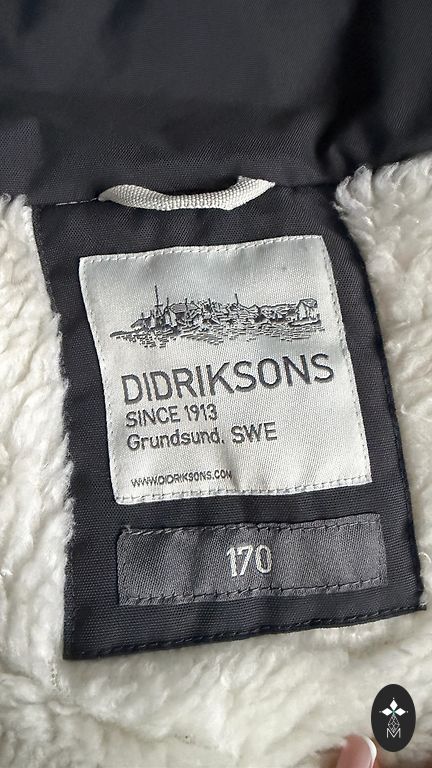 DIDRIKSONS
SINCE 1913
Grundsund, SWE
WWW.DIDRIKSONS.COM
170
M